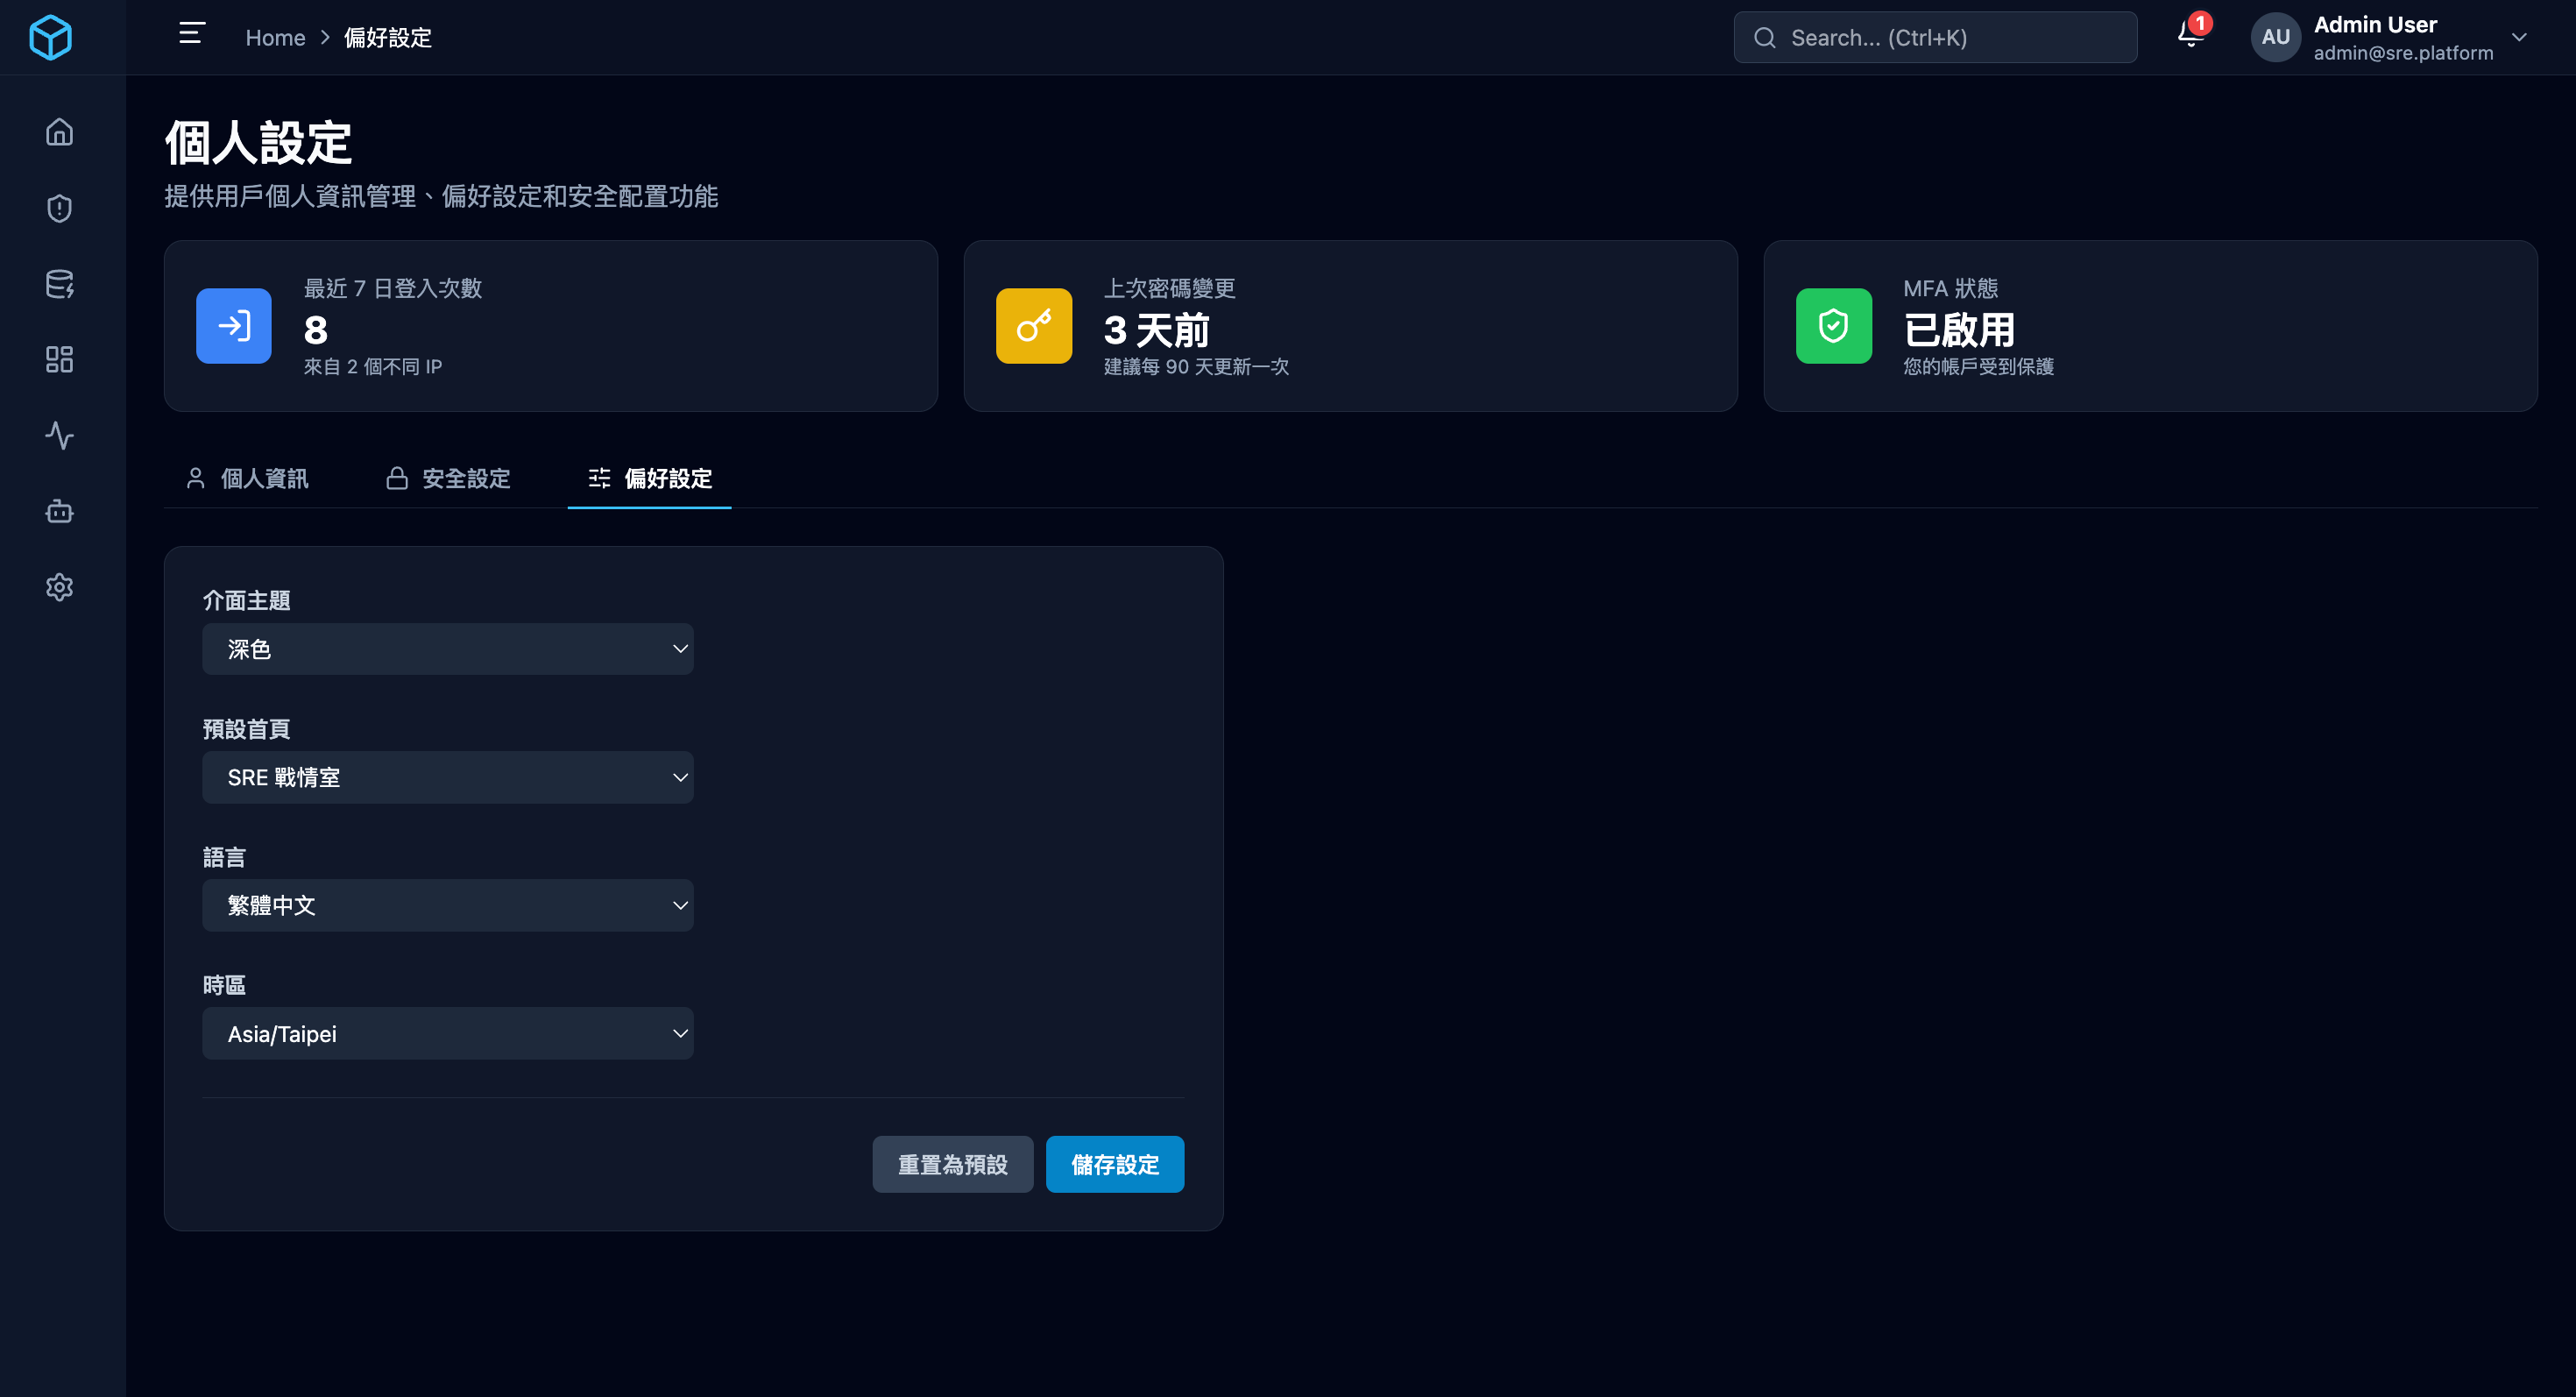 Home > 偏好設定
Search... (Ctrl+K)
1
AU
Admin User
admin@sre.platform
個人設定
提供用戶個人資訊管理、偏好設定和安全配置功能
最近 7 日登入次數
8
來自 2 個不同 IP
上次密碼變更
3 天前
建議每 90 天更新一次
MFA 狀態
已啟用
您的帳戶受到保護
個人資訊
安全設定
偏好設定
介面主題
深色
預設首頁
SRE 戰情室
語言
繁體中文
時區
Asia/Taipei
重置為預設
儲存設定